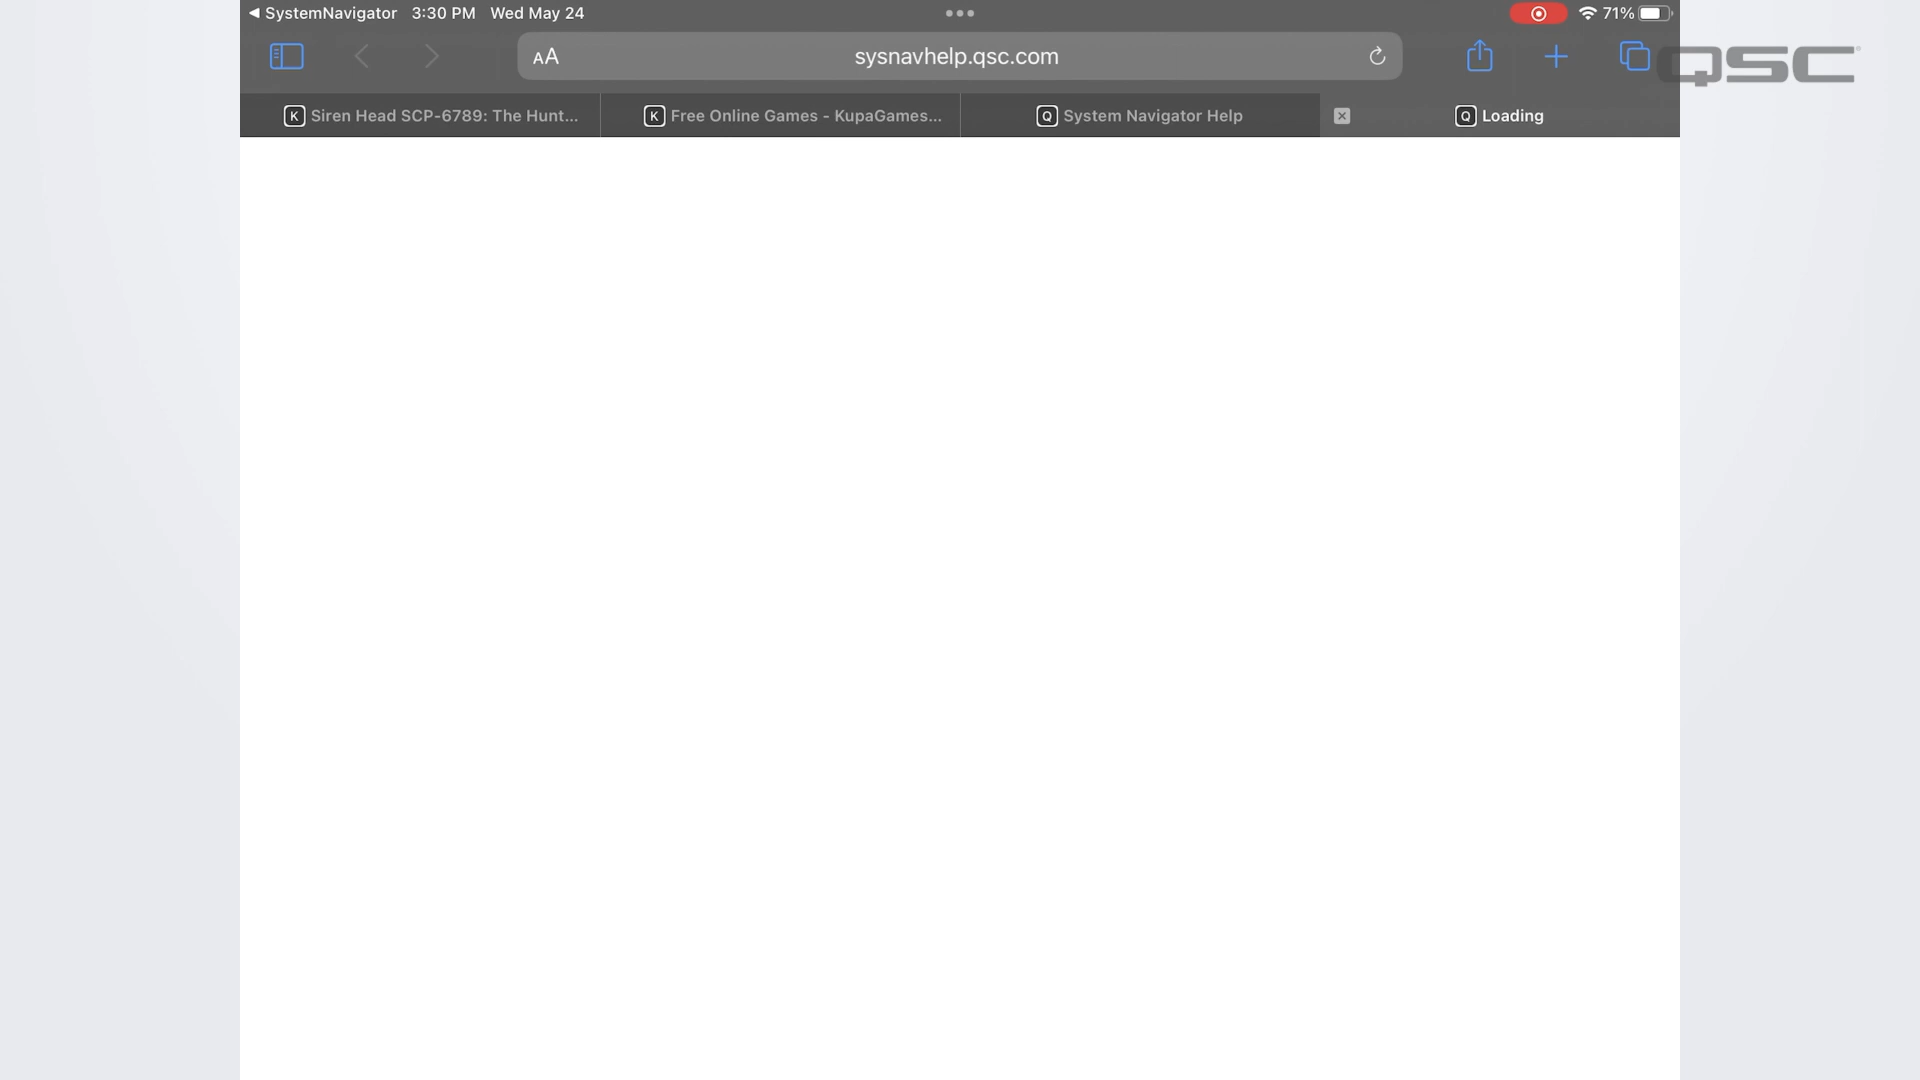 SystemNavigator 3:30 PM Wed May 24
71%
AA sysnavhelp.qsc.com
QSC
K Siren Head SCP-6789: The Hunt...
K Free Online Games - KupaGames...
Q System Navigator Help
Q Loading